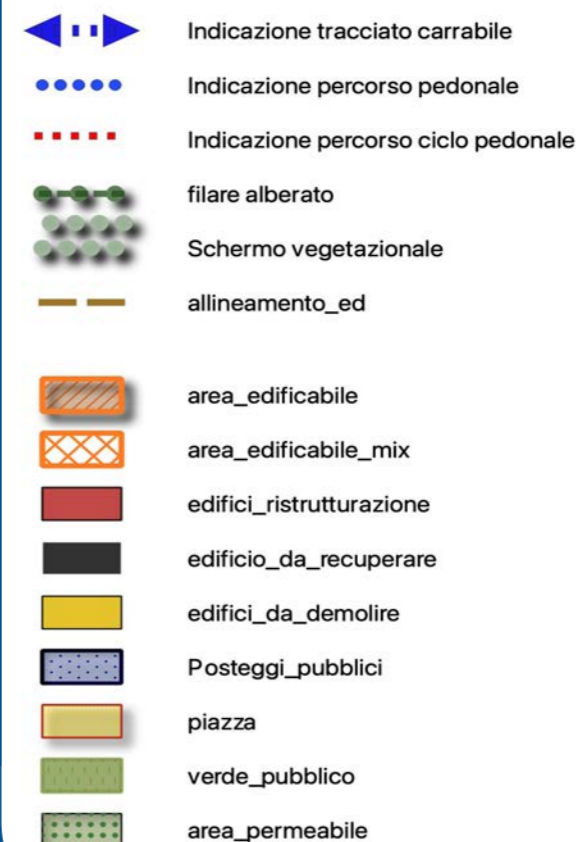 Indicazione tracciato carrabile
Indicazione percorso pedonale
Indicazione percorso ciclo pedonale
filare alberato
Schermo vegetazionale
allineamento_ed
area_edificabile
area_edificabile_mix
edifici_ristrutturazione
edificio_da_recuperare
edifici_da_demolire
Posteggi_pubblici
piazza
verde_pubblico
area_permeabile